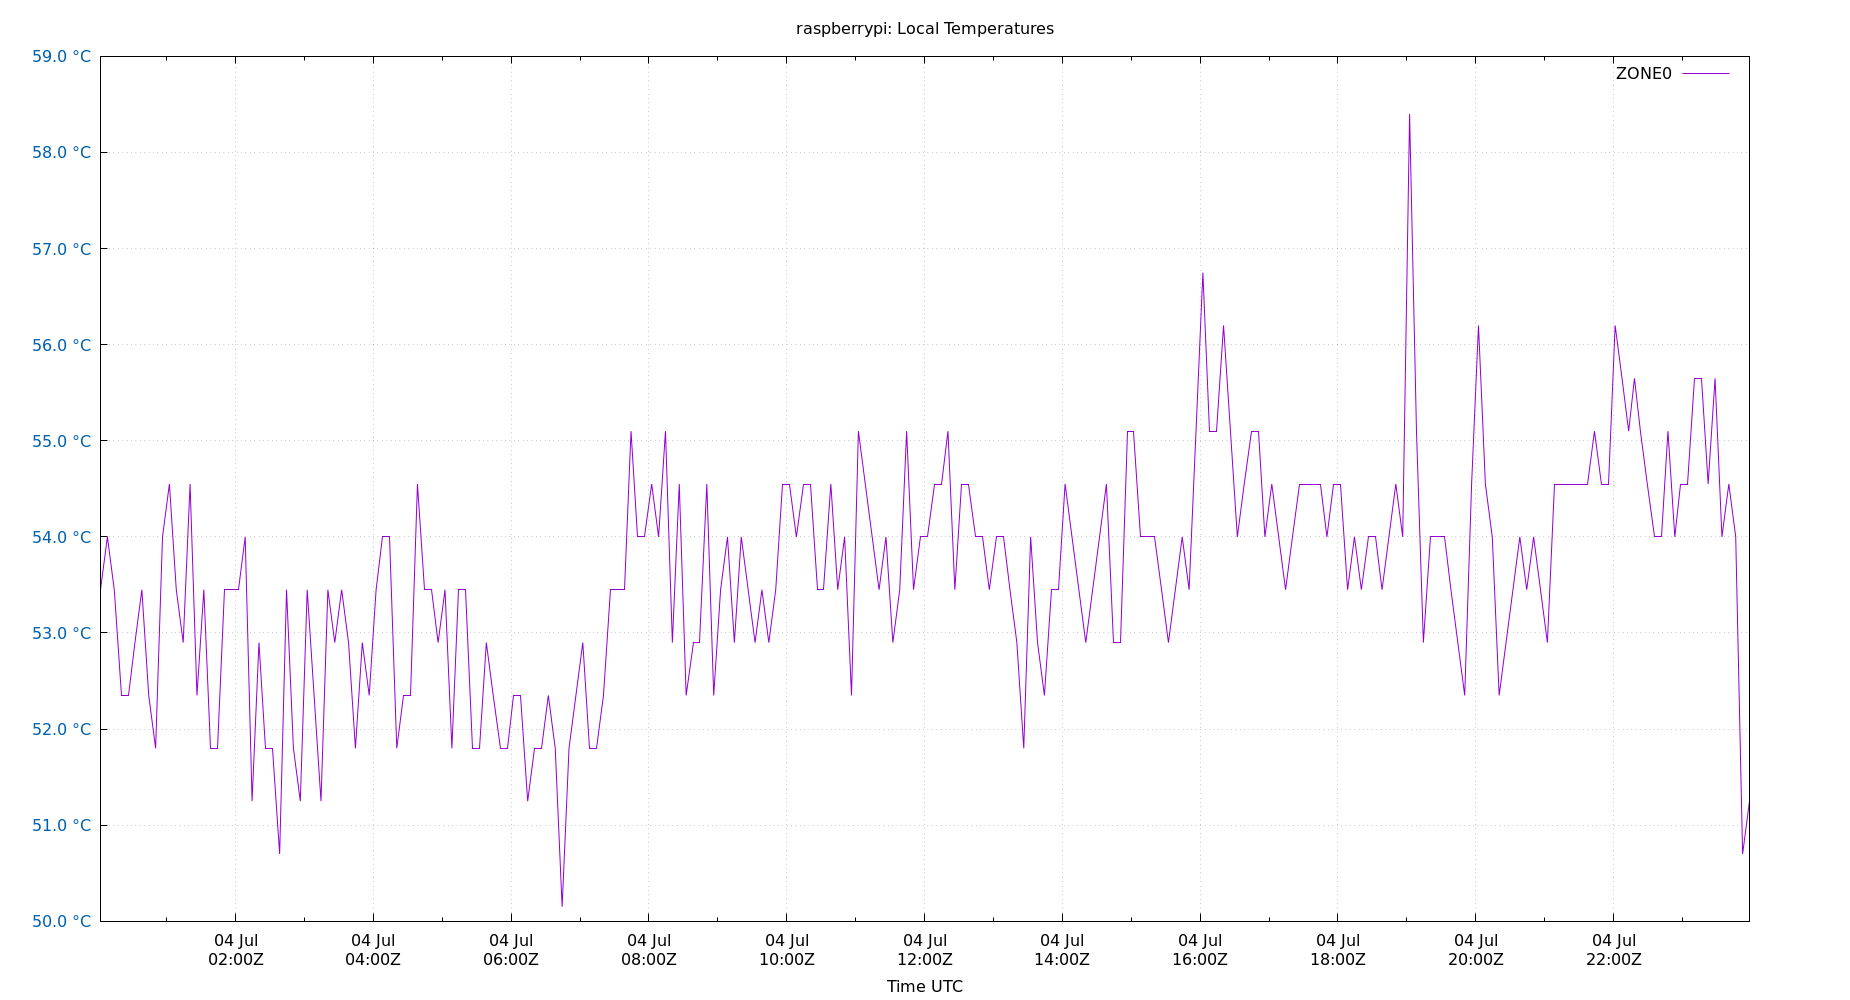 raspberrypi: Local Temperatures
59.0 °C
ZONE0
58.0 °C
57.0 °C
56.0 °C
55.0 °C
54.0 °C
53.0 °C
52.0 °C
51.0 °C
50.0 °C
04 Jul 04 Jul 04 Jul 04 Jul 04 Jul 04 Jul 04 Jul 04 Jul 04 Jul 04 Jul 04 Jul
02:00Z 04:00Z 06:00Z 08:00Z 10:00Z 12:00Z 14:00Z 16:00Z 18:00Z 20:00Z 22:00Z
Time UTC